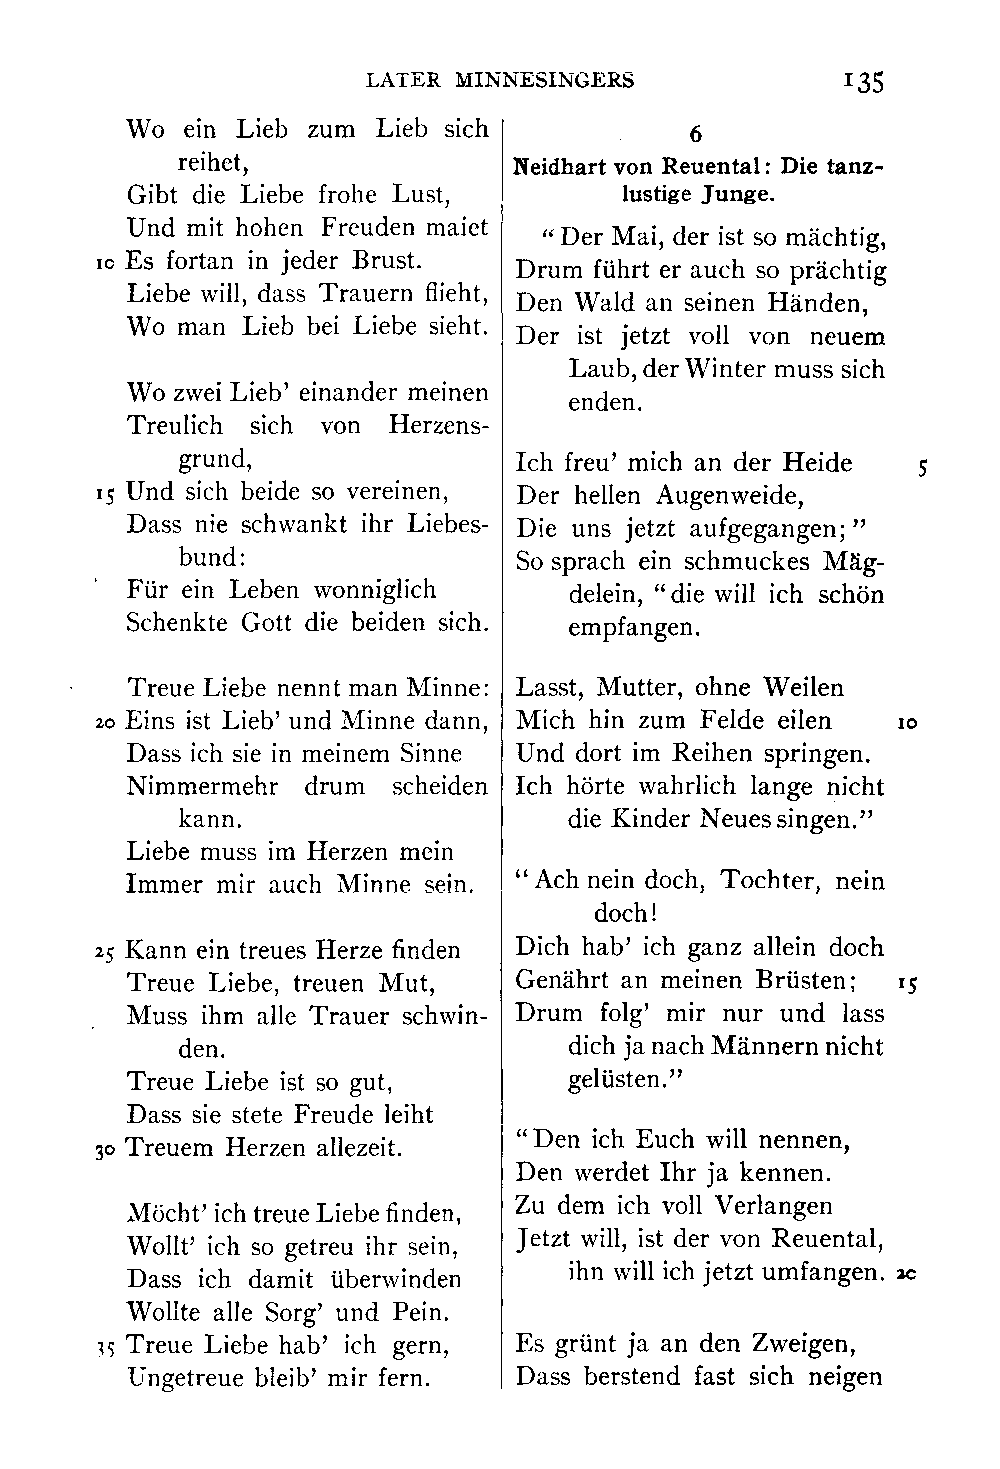 LATER MINNESINGERS 135
Wo ein Lieb zum Lieb sich
reihet,
Gibt die Liebe frohe Lust,
Und mit hohen Freuden maiet
10 Es fortan in jeder Brust.
Liebe will, dass Trauern flieht,
Wo man Lieb bei Liebe sieht.
Wo zwei Lieb’ einander meinen
Treulich sich von Herzens-
grund,
15 Und sich beide so vereinen,
Dass nie schwankt ihr Liebes-
bund:
Für ein Leben wonniglich
Schenkte Gott die beiden sich.
Treue Liebe nennt man Minne:
20 Eins ist Lieb’ und Minne dann,
Dass ich sie in meinem Sinne
Nimmermehr drum scheiden
kann.
Liebe muss im Herzen mein
Immer mir auch Minne sein.
25 Kann ein treues Herze finden
Treue Liebe, treuen Mut,
Muss ihm alle Trauer schwin-
den.
Treue Liebe ist so gut,
Dass sie stete Freude leiht
30 Treuem Herzen allezeit.
Möcht’ ich treue Liebe finden,
Wollt’ ich so getreu ihr sein,
Dass ich damit überwinden
Wollte alle Sorg’ und Pein.
35 Treue Liebe hab’ ich gern,
Ungetreue bleib’ mir fern.
6
Neidhart von Reuental: Die tanz-
lustige Junge.
“Der Mai, der ist so mächtig,
Drum führt er auch so prächtig
Den Wald an seinen Händen,
Der ist jetzt voll von neuem
Laub, der Winter muss sich
enden.
Ich freu’ mich an der Heide 5
Der hellen Augenweide,
Die uns jetzt aufgegangen;”
So sprach ein schmuckes Mäg-
delein, “die will ich schön
empfangen.
Lasst, Mutter, ohne Weilen
Mich hin zum Felde eilen 10
Und dort im Reihen springen.
Ich hörte wahrlich lange nicht
die Kinder Neues singen.”
“Ach nein doch, Tochter, nein
doch!
Dich hab’ ich ganz allein doch
Genährt an meinen Brüsten; 15
Drum folg’ mir nur und lass
dich ja nach Männern nicht
gelüsten.”
“Den ich Euch will nennen,
Den werdet Ihr ja kennen.
Zu dem ich voll Verlangen
Jetzt will, ist der von Reuental,
ihn will ich jetzt umfangen. 20
Es grünt ja an den Zweigen,
Dass berstend fast sich neigen